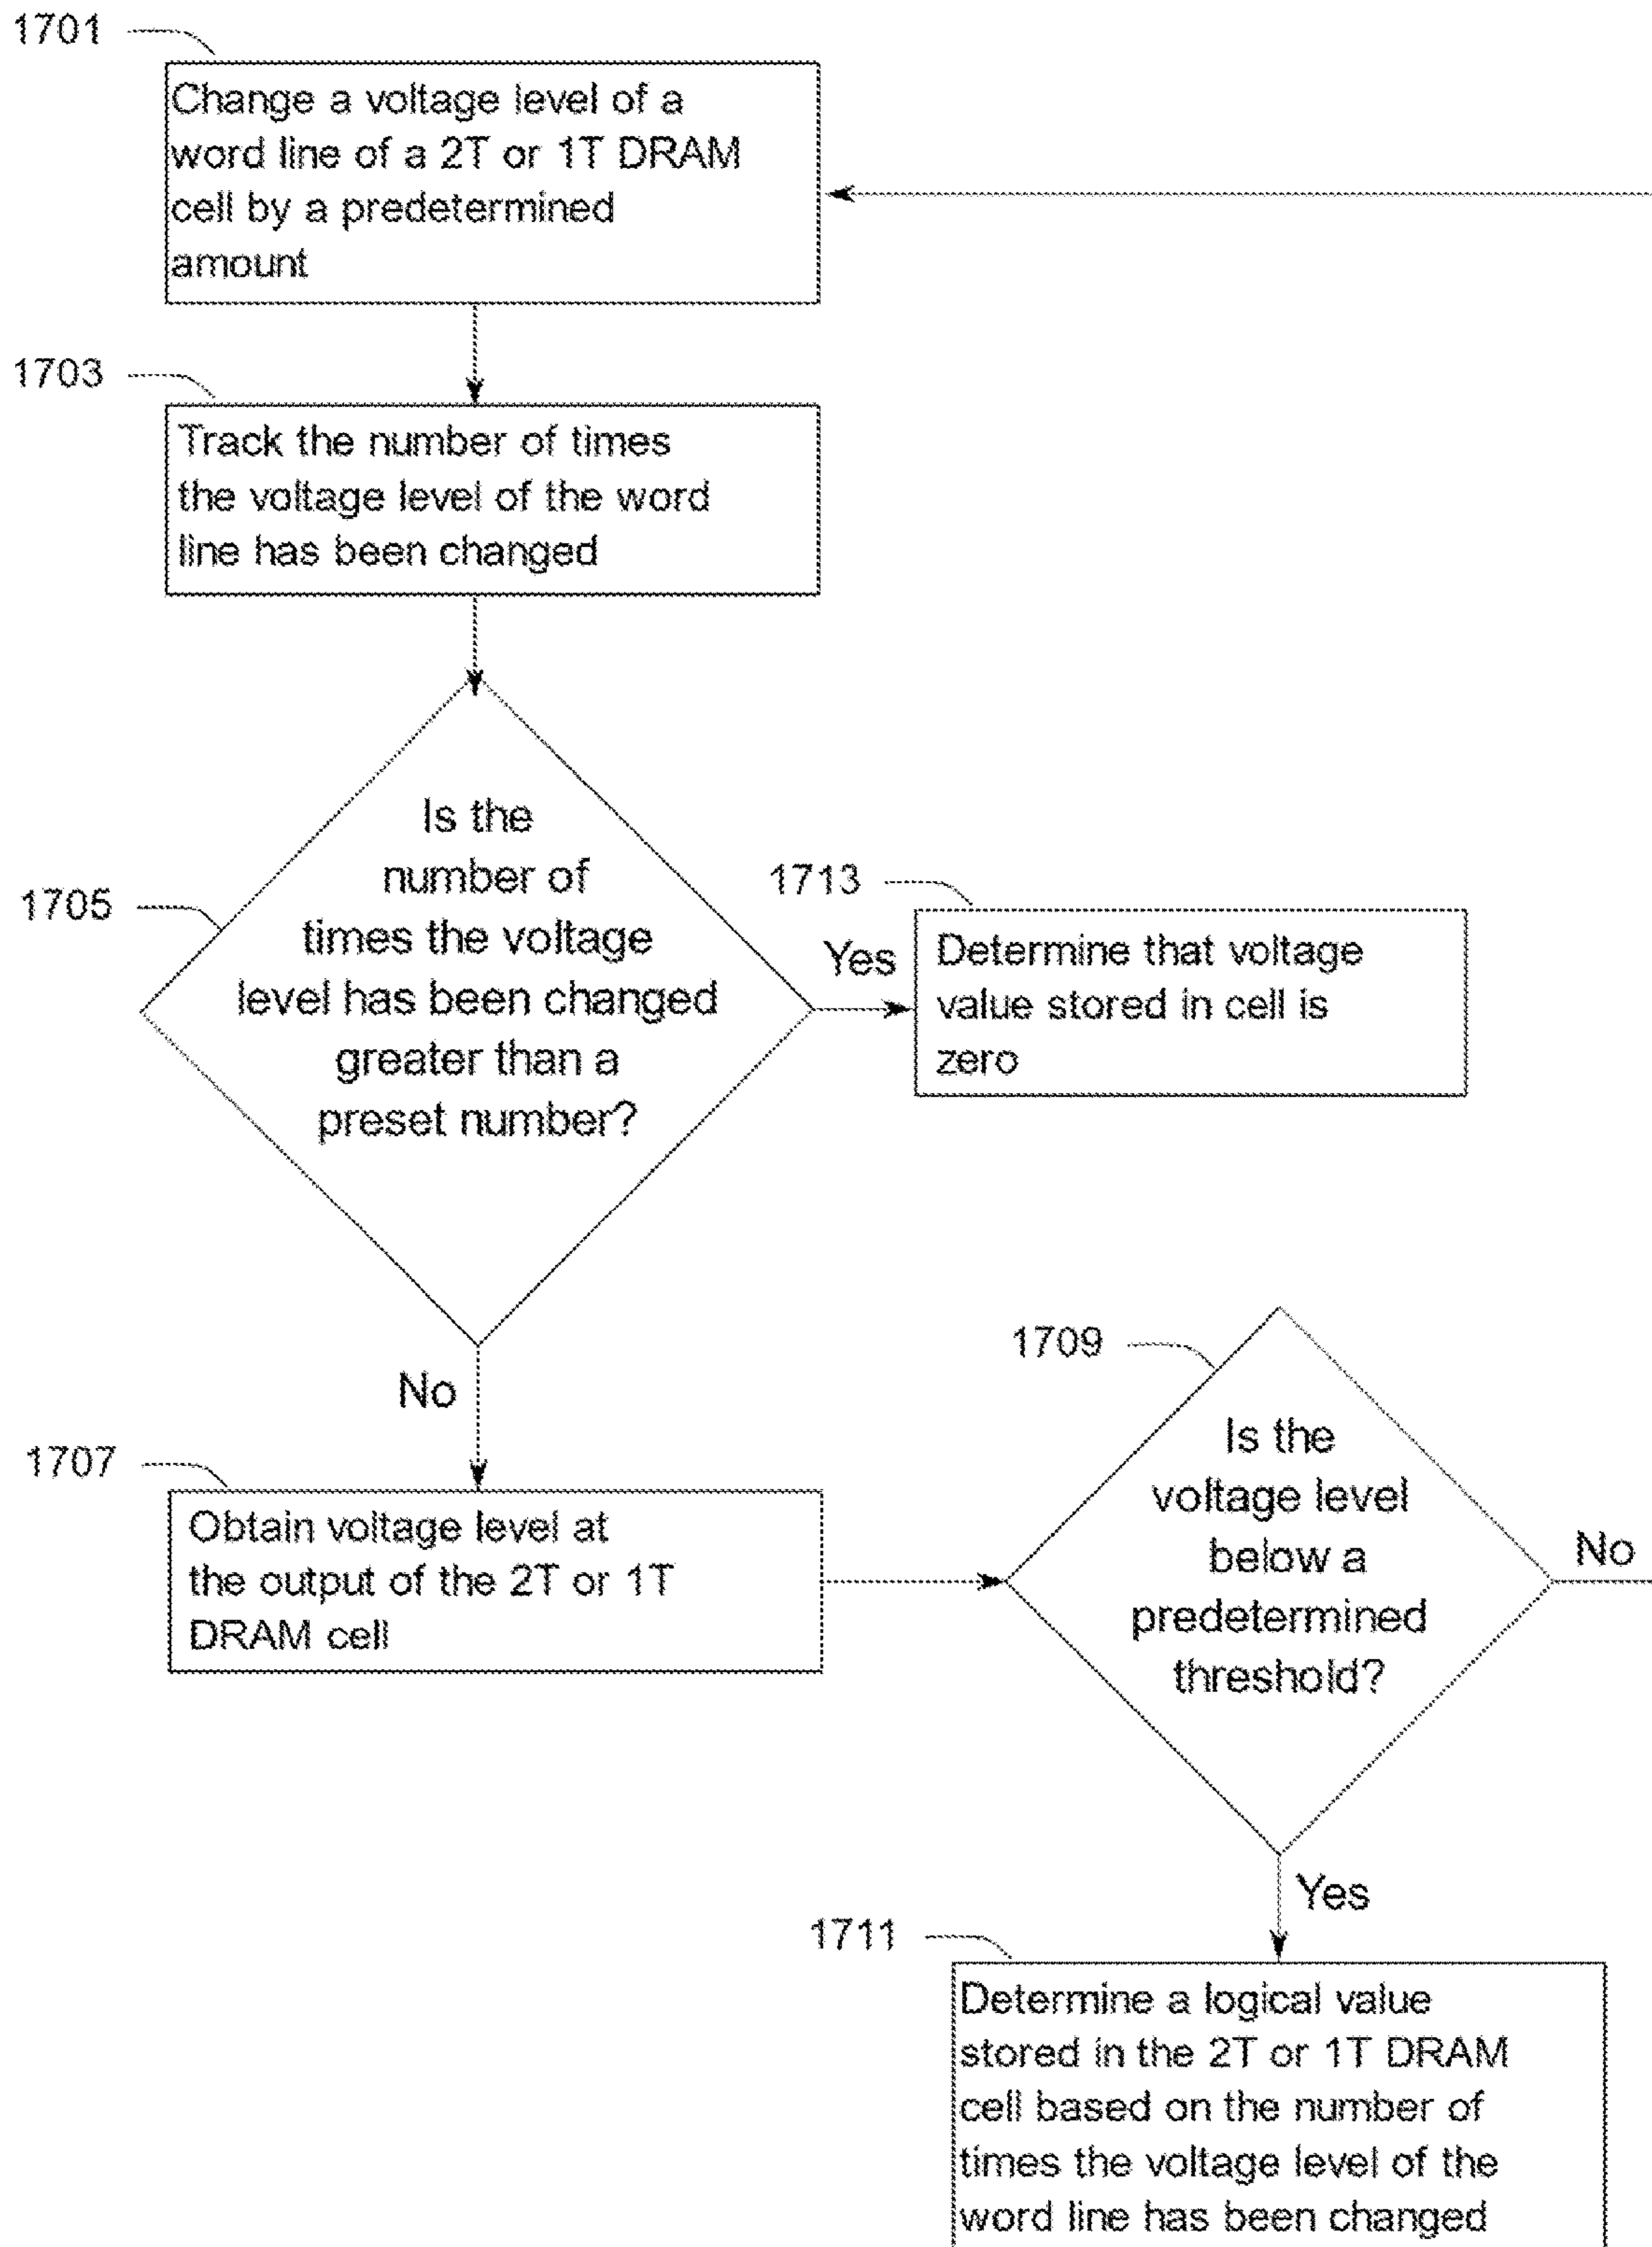 1701
Change a voltage level of a
word line of a 2T or 1T DRAM
cell by a predetermined
amount
1703
Track the number of times
the voltage level of the word
line has been changed
1705
Is the
number of
times the voltage
level has been changed
greater than a
preset number?
Yes
1713
Determine that voltage
value stored in cell is
zero
No
1707
Obtain voltage level at
the output of the 2T or 1T
DRAM cell
1709
Is the
voltage level
below a
predetermined
threshold?
No
Yes
1711
Determine a logical value
stored in the 2T or 1T DRAM
cell based on the number of
times the voltage level of the
word line has been changed